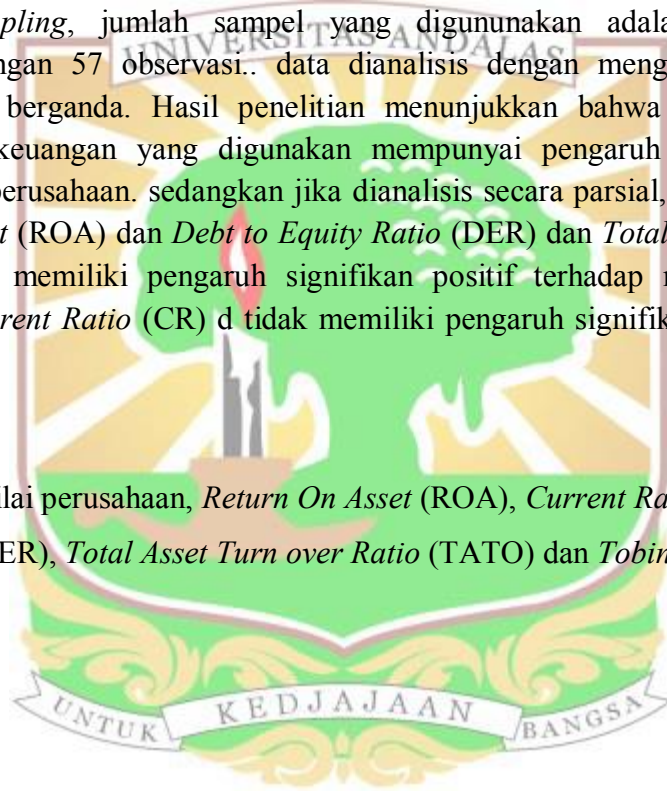 pling, jumlah sampel yang digununakan adala
UNIVERSITAS ANDALAS
ngan 57 observasi.. data dianalisis dengan meng
berganda. Hasil penelitian menunjukkan bahwa
keuangan yang digunakan mempunyai pengaruh
perusahaan. sedangkan jika dianalisis secara parsial,
t (ROA) dan Debt to Equity Ratio (DER) dan Total
memiliki pengaruh signifikan positif terhadap
rent Ratio (CR) d tidak memiliki pengaruh signifik
ilai perusahaan, Return On Asset (ROA), Current Ra
ER), Total Asset Turn over Ratio (TATO) dan Tobin
UNTUK KEDJAJAAN BANGSA